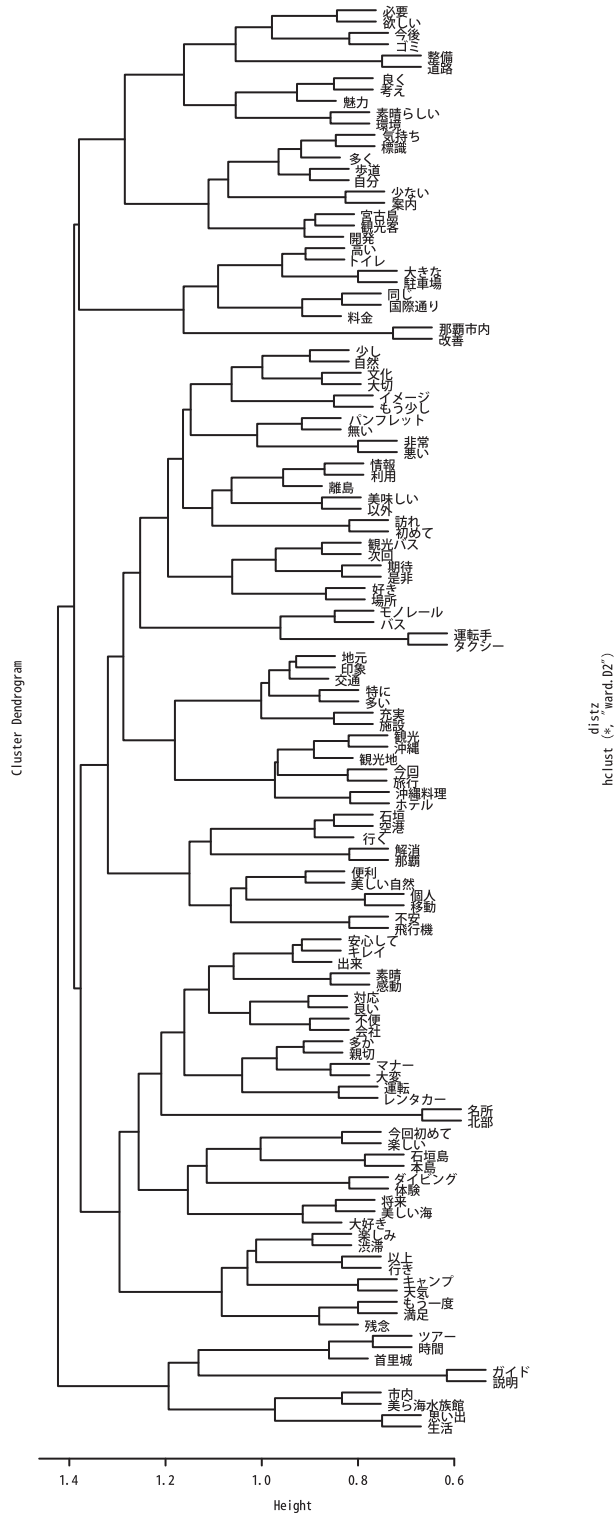 必要
欲しい
今後
ゴミ
整備
道路
良く
考え
魅力
素晴らしい
環境
気持ち
標識
多く
歩道
自分
少ない
案内
宮古島
観光客
開発
高い
トイレ
大きな
駐車場
同じ
国際通り
料金
那覇市内
改善
少し
自然
文化
大切
イメージ
もう少し
パンフレット
無い
非常
悪い
情報
利用
離島
美味しい
以外
訪れ
初めて
観光バス
次回
期待
是非
好き
場所
モノレール
バス
運転手
タクシー
地元
印象
交通
特に
多い
充実
施設
観光
沖縄
観光地
今回
旅行
沖縄料理
ホテル
石垣
空港
行く
解消
那覇
便利
美しい自然
個人
移動
不安
飛行機
安心して
キレイ
出来
素晴
感動
対応
良い
不便
会社
多か
親切
マナー
大変
運転
レンタカー
名所
北部
今回初めて
楽しい
石垣島
本島
ダイビング
体験
将来
美しい海
大好き
楽しみ
渋滞
以上
行き
キャンプ
天気
もう一度
満足
残念
ツアー
時間
首里城
ガイド
説明
市内
美ら海水族館
思い出
生活
Cluster Dendrogram
distz
hclust (*, "ward.D2")
1.4 1.2 1.0 0.8 0.6
Height